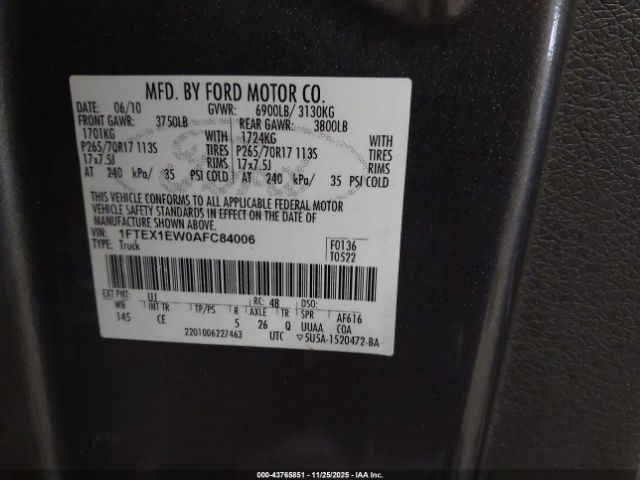 MFD. BY FORD MOTOR CO.
DATE: 06/10 GVWR: 6900LB/ 3130KG
FRONT GAWR: 3750LB REAR GAWR: 3800LB
1701KG WITH 1724KG WITH
P265/70R17 113S TIRES P265/70R17 113S TIRES
17x7.5J RIMS 17x7.5J RIMS
AT 240 kPa/ 35 PSI COLD AT 240 kPa/ 35 PSI COLD
THIS VEHICLE CONFORMS TO ALL APPLICABLE FEDERAL MOTOR
VEHICLE SAFETY STANDARDS IN EFFECT ON THE DATE OF
MANUFACTURE SHOWN ABOVE.
VIN: 1FTEX1EW0AFC84006
TYPE: Truck
F0136
T0522
EXT PNT: UJ RC: 48 DSO:
WB INT TR TP/PS R AXLE TR SPR AF616
145 CE 5 26 Q UUAA COA
2201006227463 UTC ▽5U5A-1520472-BA
000-43765851 - 11/25/2025 - IAA Inc.